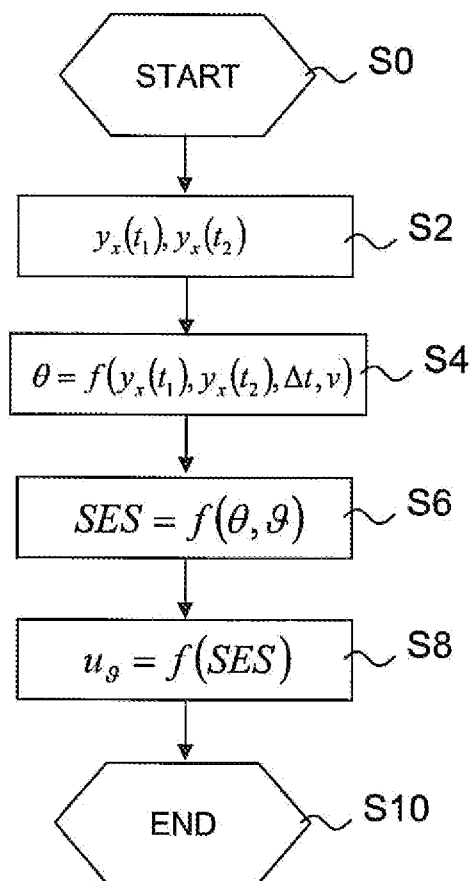 START S0
y_x(t_1), y_x(t_2) S2
θ = f(y_x(t_1), y_x(t_2), Δt, v) S4
SES = f(θ, ϑ) S6
u_ϑ = f(SES) S8
END S10